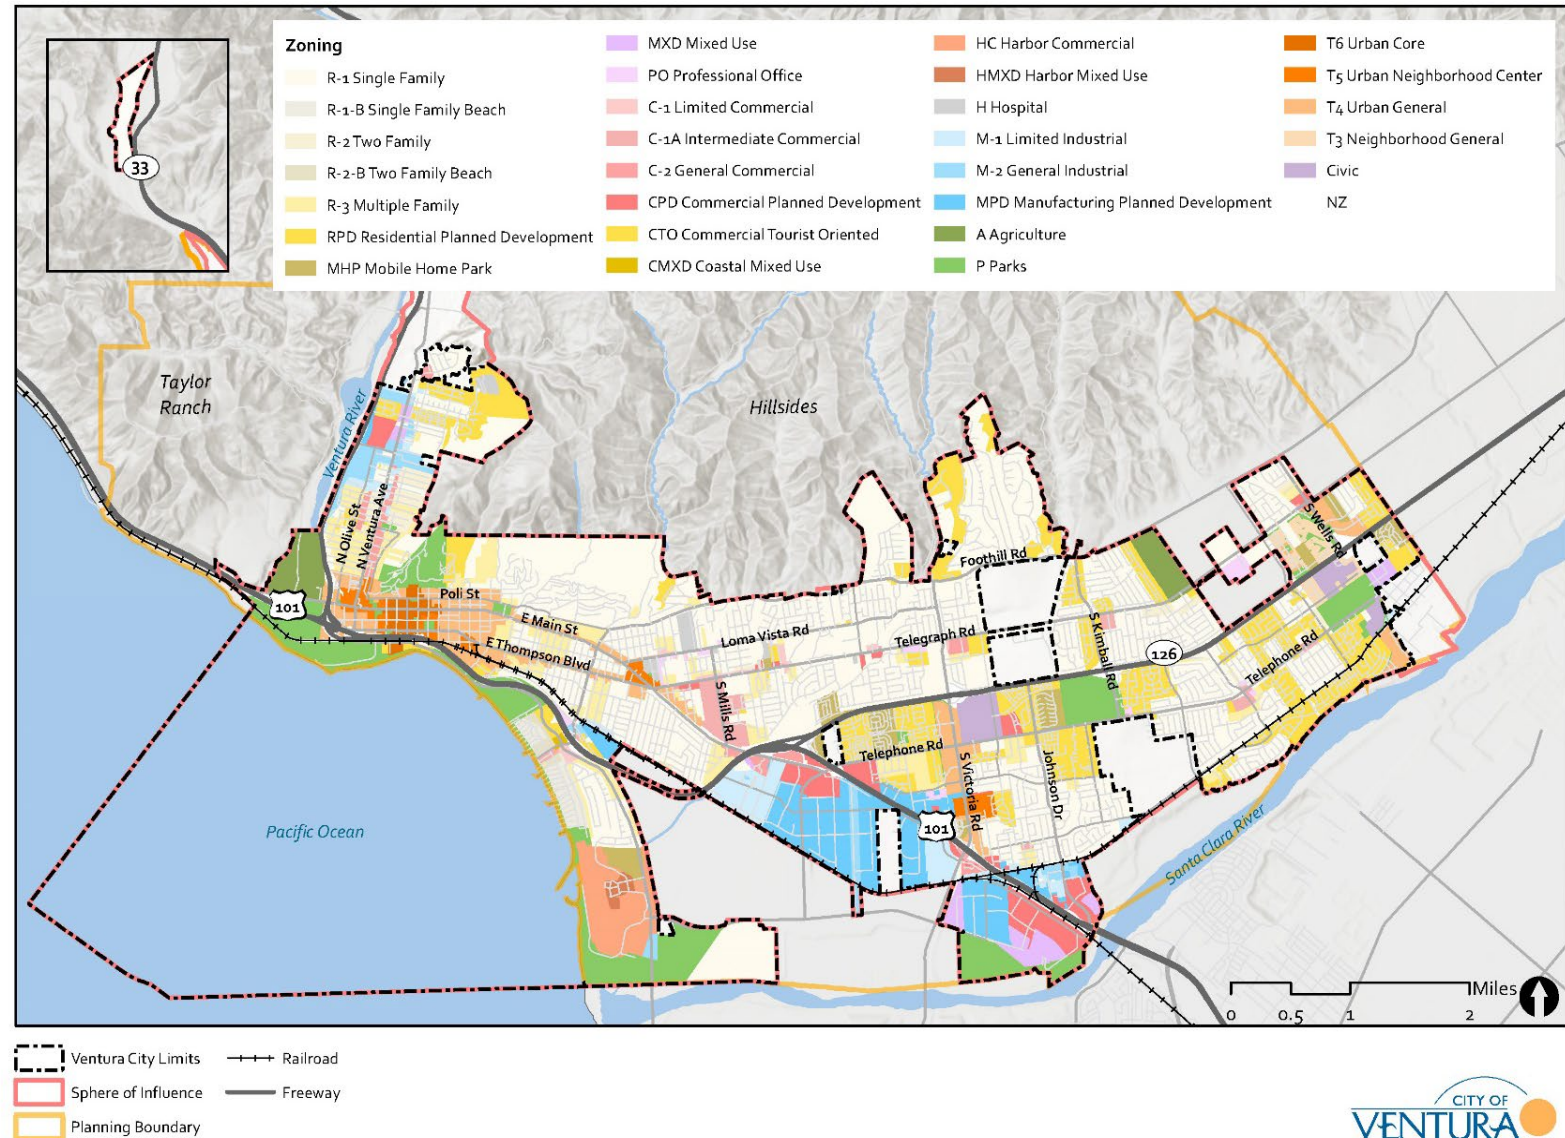 Zoning
R-1 Single Family
R-1-B Single Family Beach
R-2 Two Family
R-2-B Two Family Beach
R-3 Multiple Family
RPD Residential Planned Development
MHP Mobile Home Park
MXD Mixed Use
PO Professional Office
C-1 Limited Commercial
C-1A Intermediate Commercial
C-2 General Commercial
CPD Commercial Planned Development
CTO Commercial Tourist Oriented
CMXD Coastal Mixed Use
HC Harbor Commercial
HMXD Harbor Mixed Use
H Hospital
M-1 Limited Industrial
M-2 General Industrial
MPD Manufacturing Planned Development
A Agriculture
P Parks
T6 Urban Core
T5 Urban Neighborhood Center
T4 Urban General
T3 Neighborhood General
Civic
NZ
33
Taylor
Ranch
Ventura River
Hillsides
N Olive St
N Ventura Ave
S Wells Rd
Foothill Rd
101
Poli St
E Main St
E Thompson Blvd
Loma Vista Rd
Telegraph Rd
S Kimball Rd
126
Telephone Rd
S Mills Rd
Telephone Rd
S Victoria Rd
Johnson Dr
101
Pacific Ocean
Santa Clara River
Miles
0 0.5 1 2
Ventura City Limits
Railroad
Sphere of Influence
Freeway
Planning Boundary
CITY OF
VENTURA